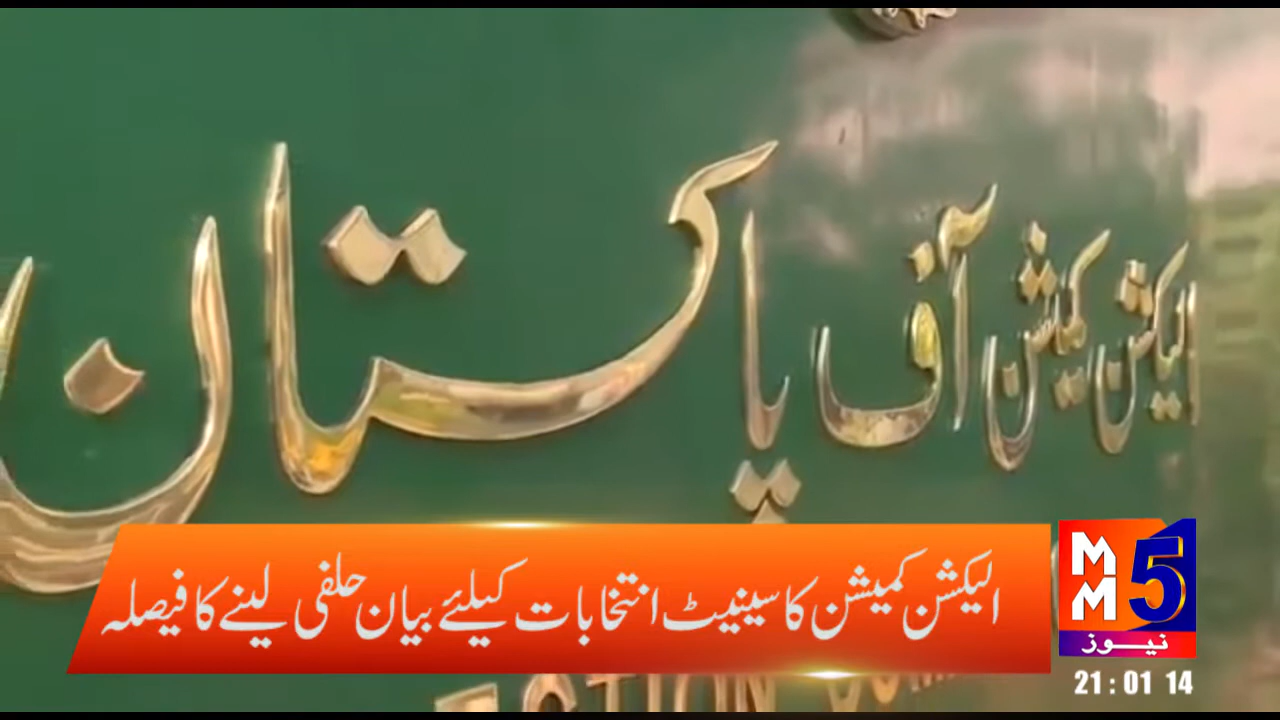 الیکشن کمیشن آف پاکستان
الیکشن کمیشن کا سینیٹ انتخابات کیلئے بیان حلفی لینے کا فیصلہ
MM5
نیوز
21:01 14